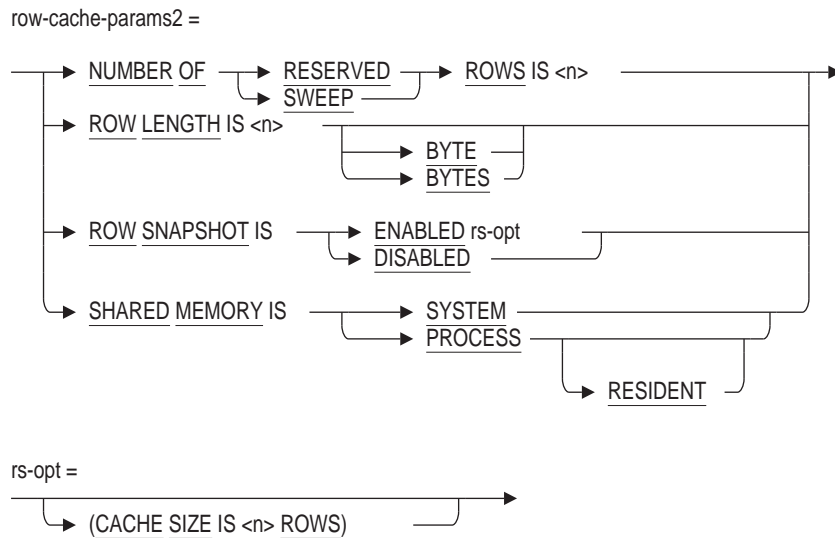 row-cache-params2 =
NUMBER OF RESERVED ROWS IS <n>
SWEEP
ROW LENGTH IS <n>
BYTE
BYTES
ROW SNAPSHOT IS ENABLED rs-opt
DISABLED
SHARED MEMORY IS SYSTEM
PROCESS
RESIDENT
rs-opt =
(CACHE SIZE IS <n> ROWS)